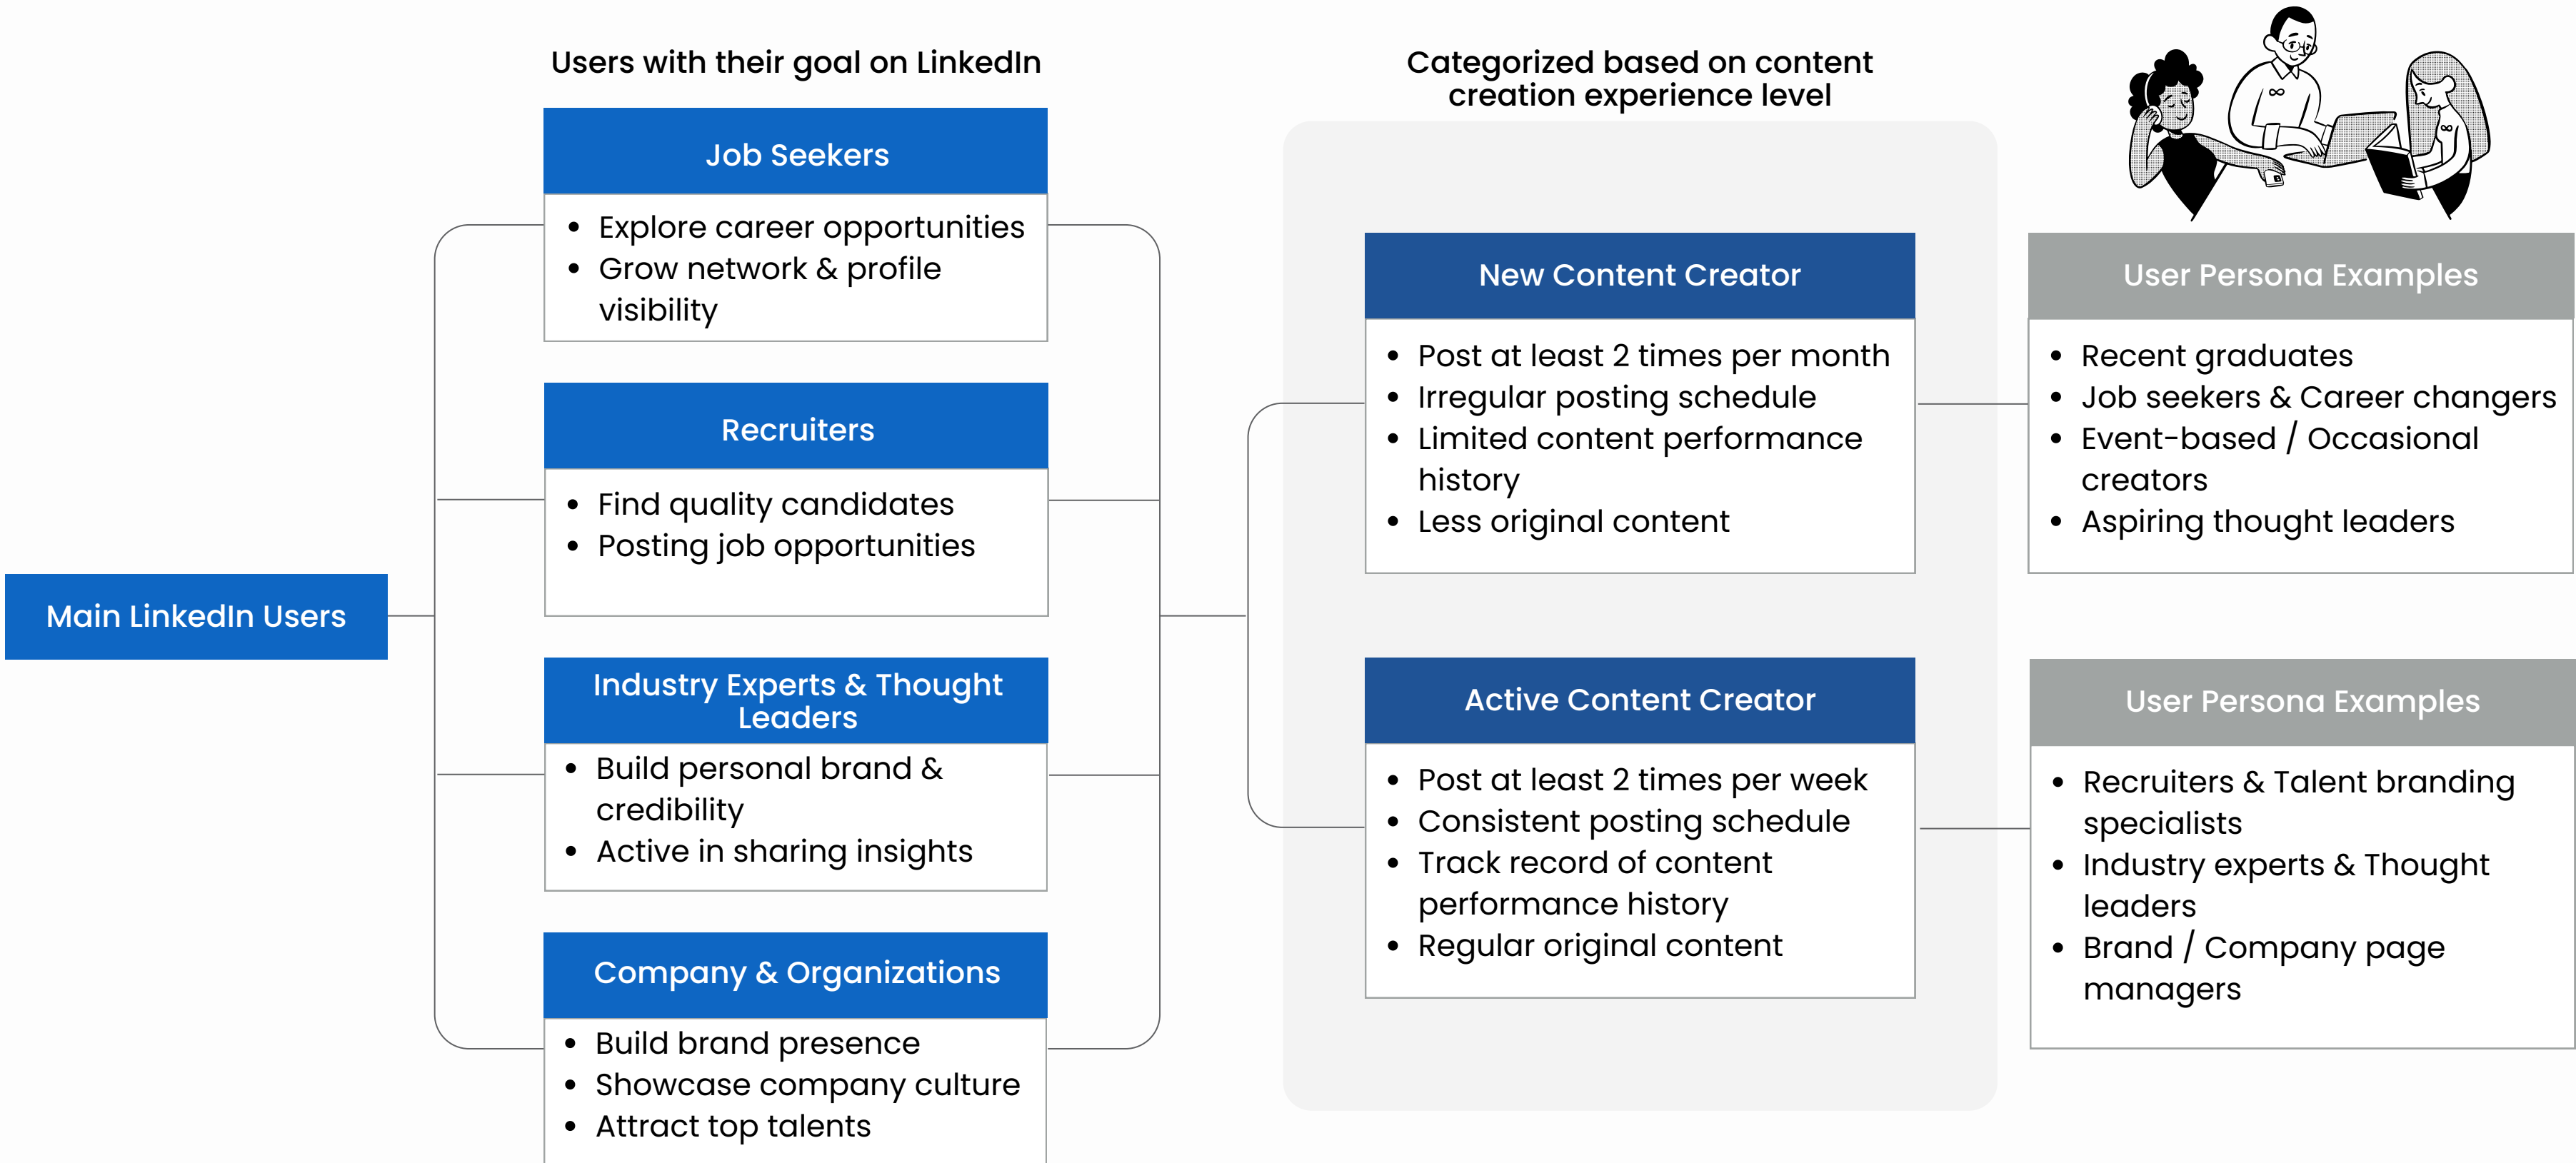 Users with their goal on LinkedIn
Categorized based on content
creation experience level
Main LinkedIn Users
Job Seekers
• Explore career opportunities
• Grow network & profile
visibility
Recruiters
• Find quality candidates
• Posting job opportunities
Industry Experts & Thought
Leaders
• Build personal brand &
credibility
• Active in sharing insights
Company & Organizations
• Build brand presence
• Showcase company culture
• Attract top talents
New Content Creator
• Post at least 2 times per month
• Irregular posting schedule
• Limited content performance
history
• Less original content
User Persona Examples
• Recent graduates
• Job seekers & Career changers
• Event-based / Occasional
creators
• Aspiring thought leaders
Active Content Creator
• Post at least 2 times per week
• Consistent posting schedule
• Track record of content
performance history
• Regular original content
User Persona Examples
• Recruiters & Talent branding
specialists
• Industry experts & Thought
leaders
• Brand / Company page
managers